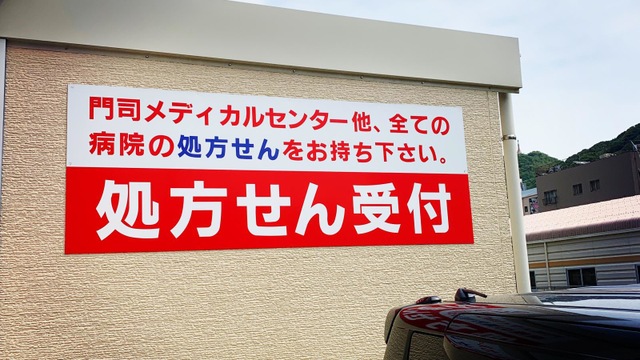 門司メディカルセンター他、全ての
病院の処方せんをお持ち下さい。
処方せん受付